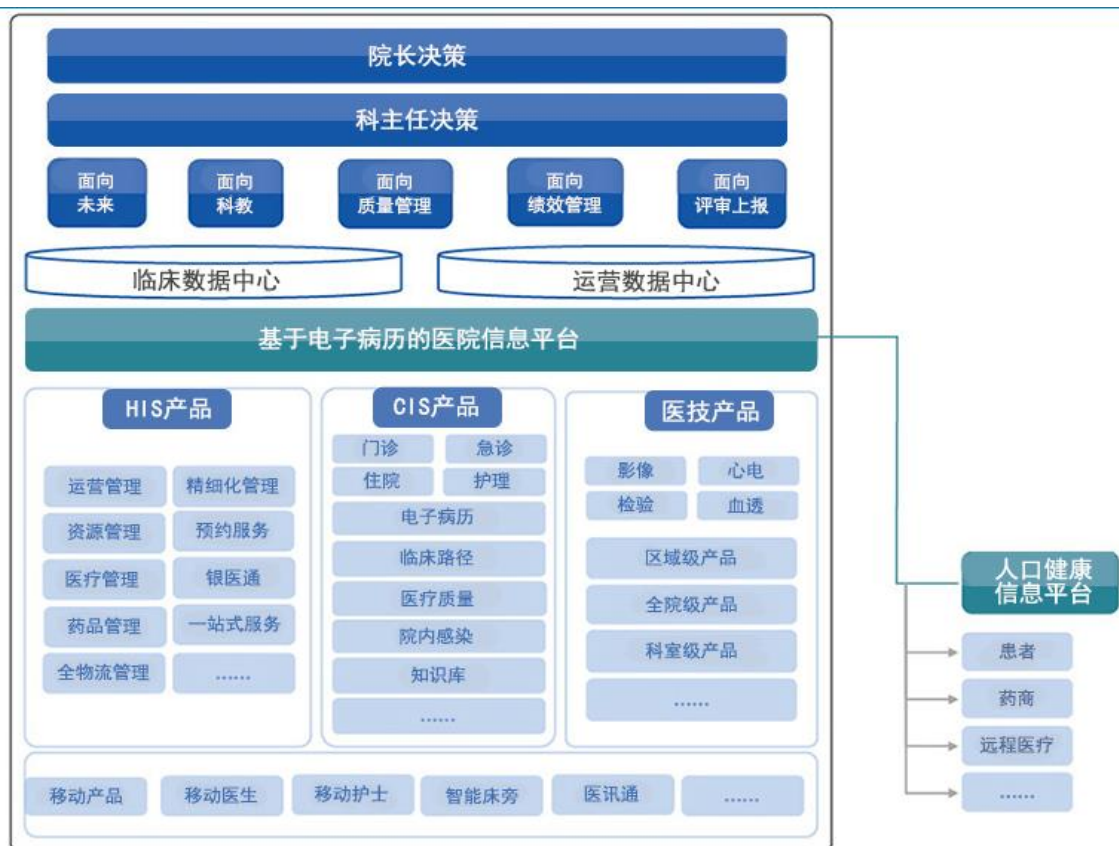 院长决策
科主任决策
面向
未来
面向
科教
面向
质量管理
面向
绩效管理
面向
评审上报
临床数据中心
运营数据中心
基于电子病历的医院信息平台
HIS产品
运营管理
精细化管理
资源管理
预约服务
医疗管理
银医通
药品管理
一站式服务
全物流管理
......
CIS产品
门诊
急诊
住院
护理
电子病历
临床路径
医疗质量
院内感染
知识库
......
医技产品
影像
心电
检验
血透
区域级产品
全院级产品
科室级产品
......
移动产品
移动医生
移动护士
智能床旁
医讯通
......
人口健康
信息平台
患者
药商
远程医疗
......